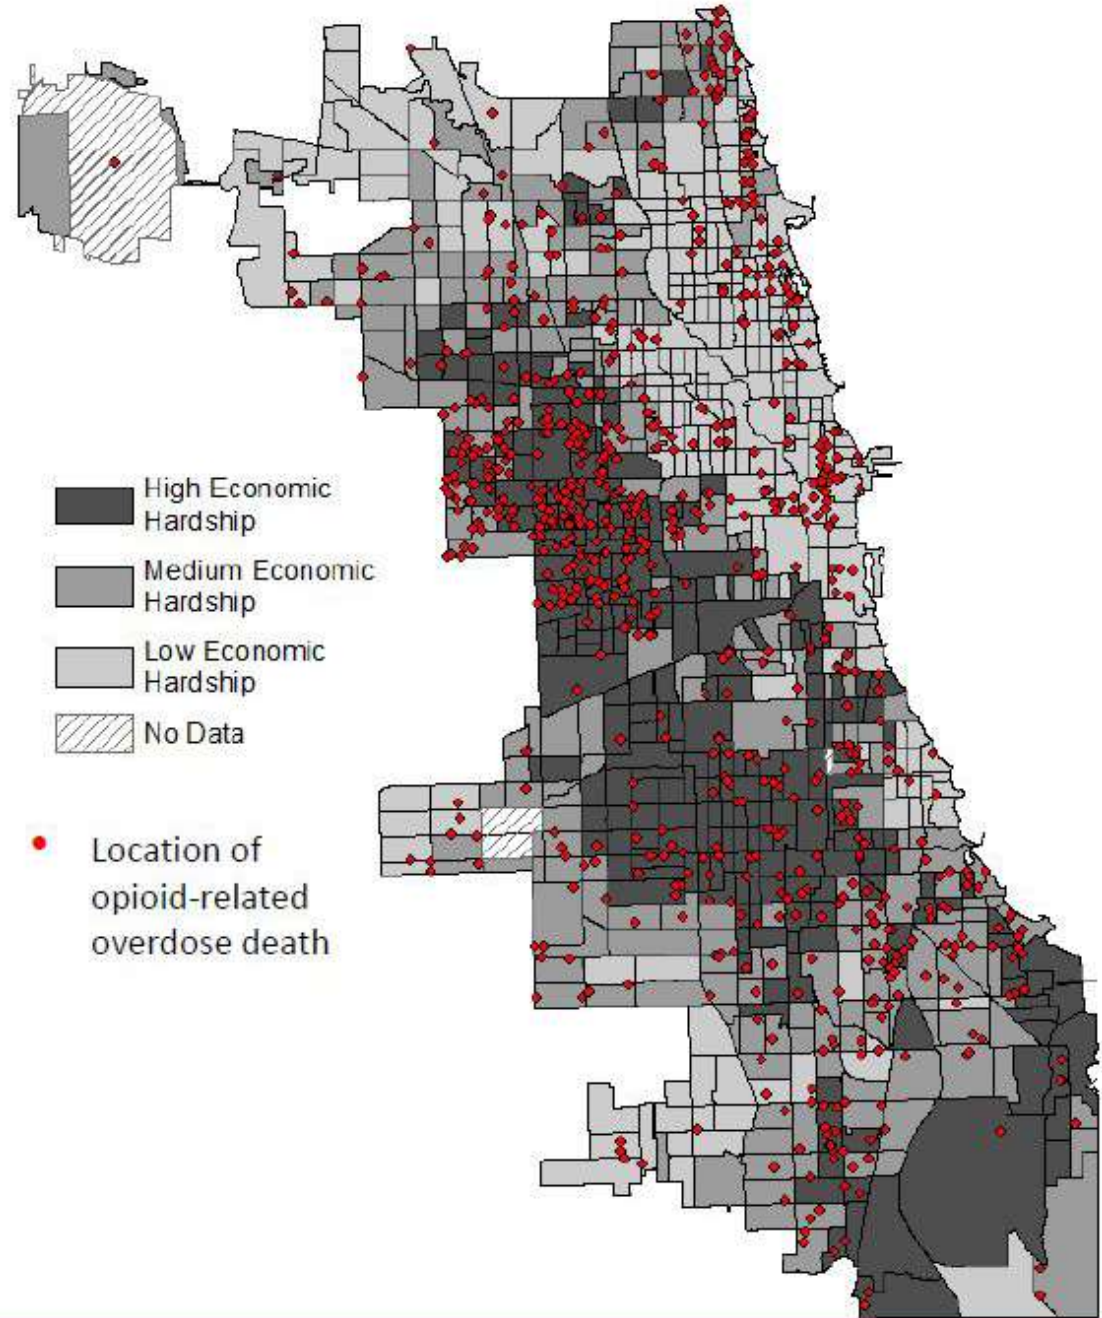 High Economic
Hardship
Medium Economic
Hardship
Low Economic
Hardship
No Data
Location of
opioid-related
overdose death